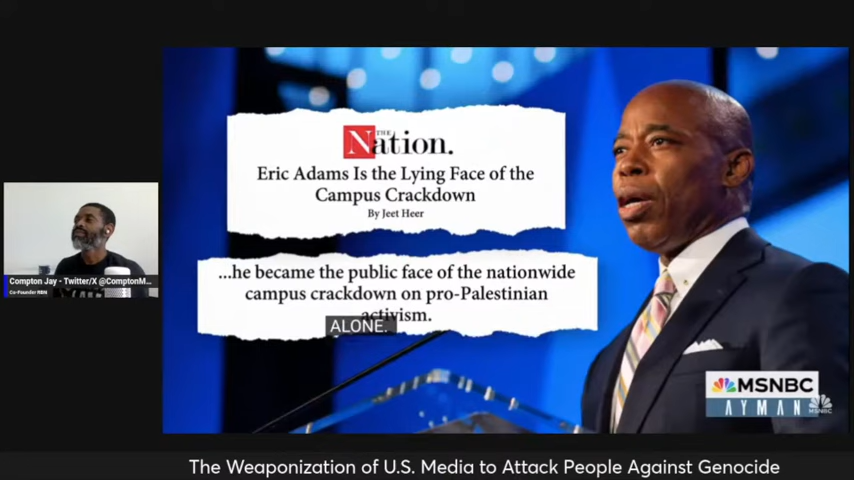 THE
Nation.
Eric Adams Is the Lying Face of the
Campus Crackdown
By Jeet Heer
...he became the public face of the nationwide
campus crackdown on pro-Palestinian
activism.
ALONE.
Compton Jay - Twitter/X @ComptonM...
Co-Founder RBN
MSNBC
AYMAN
MSNBC
The Weaponization of U.S. Media to Attack People Against Genocide